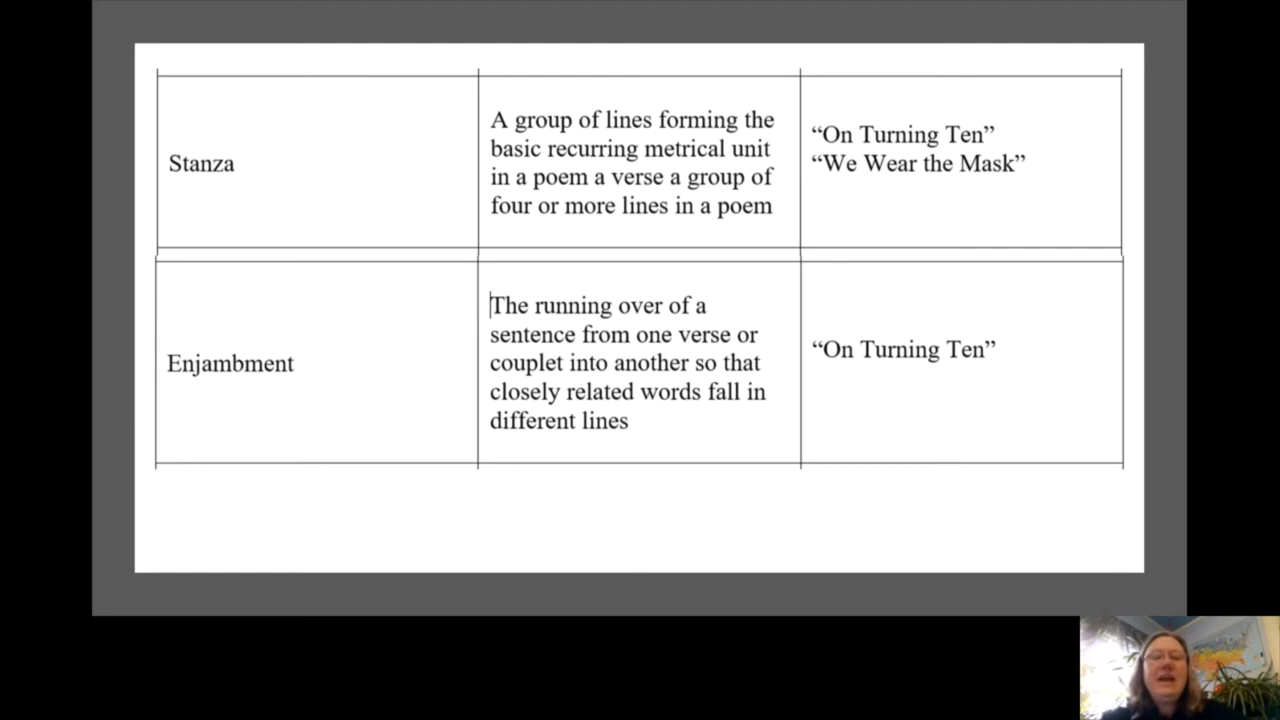 Stanza
A group of lines forming the
basic recurring metrical unit
in a poem a verse a group of
four or more lines in a poem
“On Turning Ten”
“We Wear the Mask”
Enjambment
The running over of a
sentence from one verse or
couplet into another so that
closely related words fall in
different lines
“On Turning Ten”